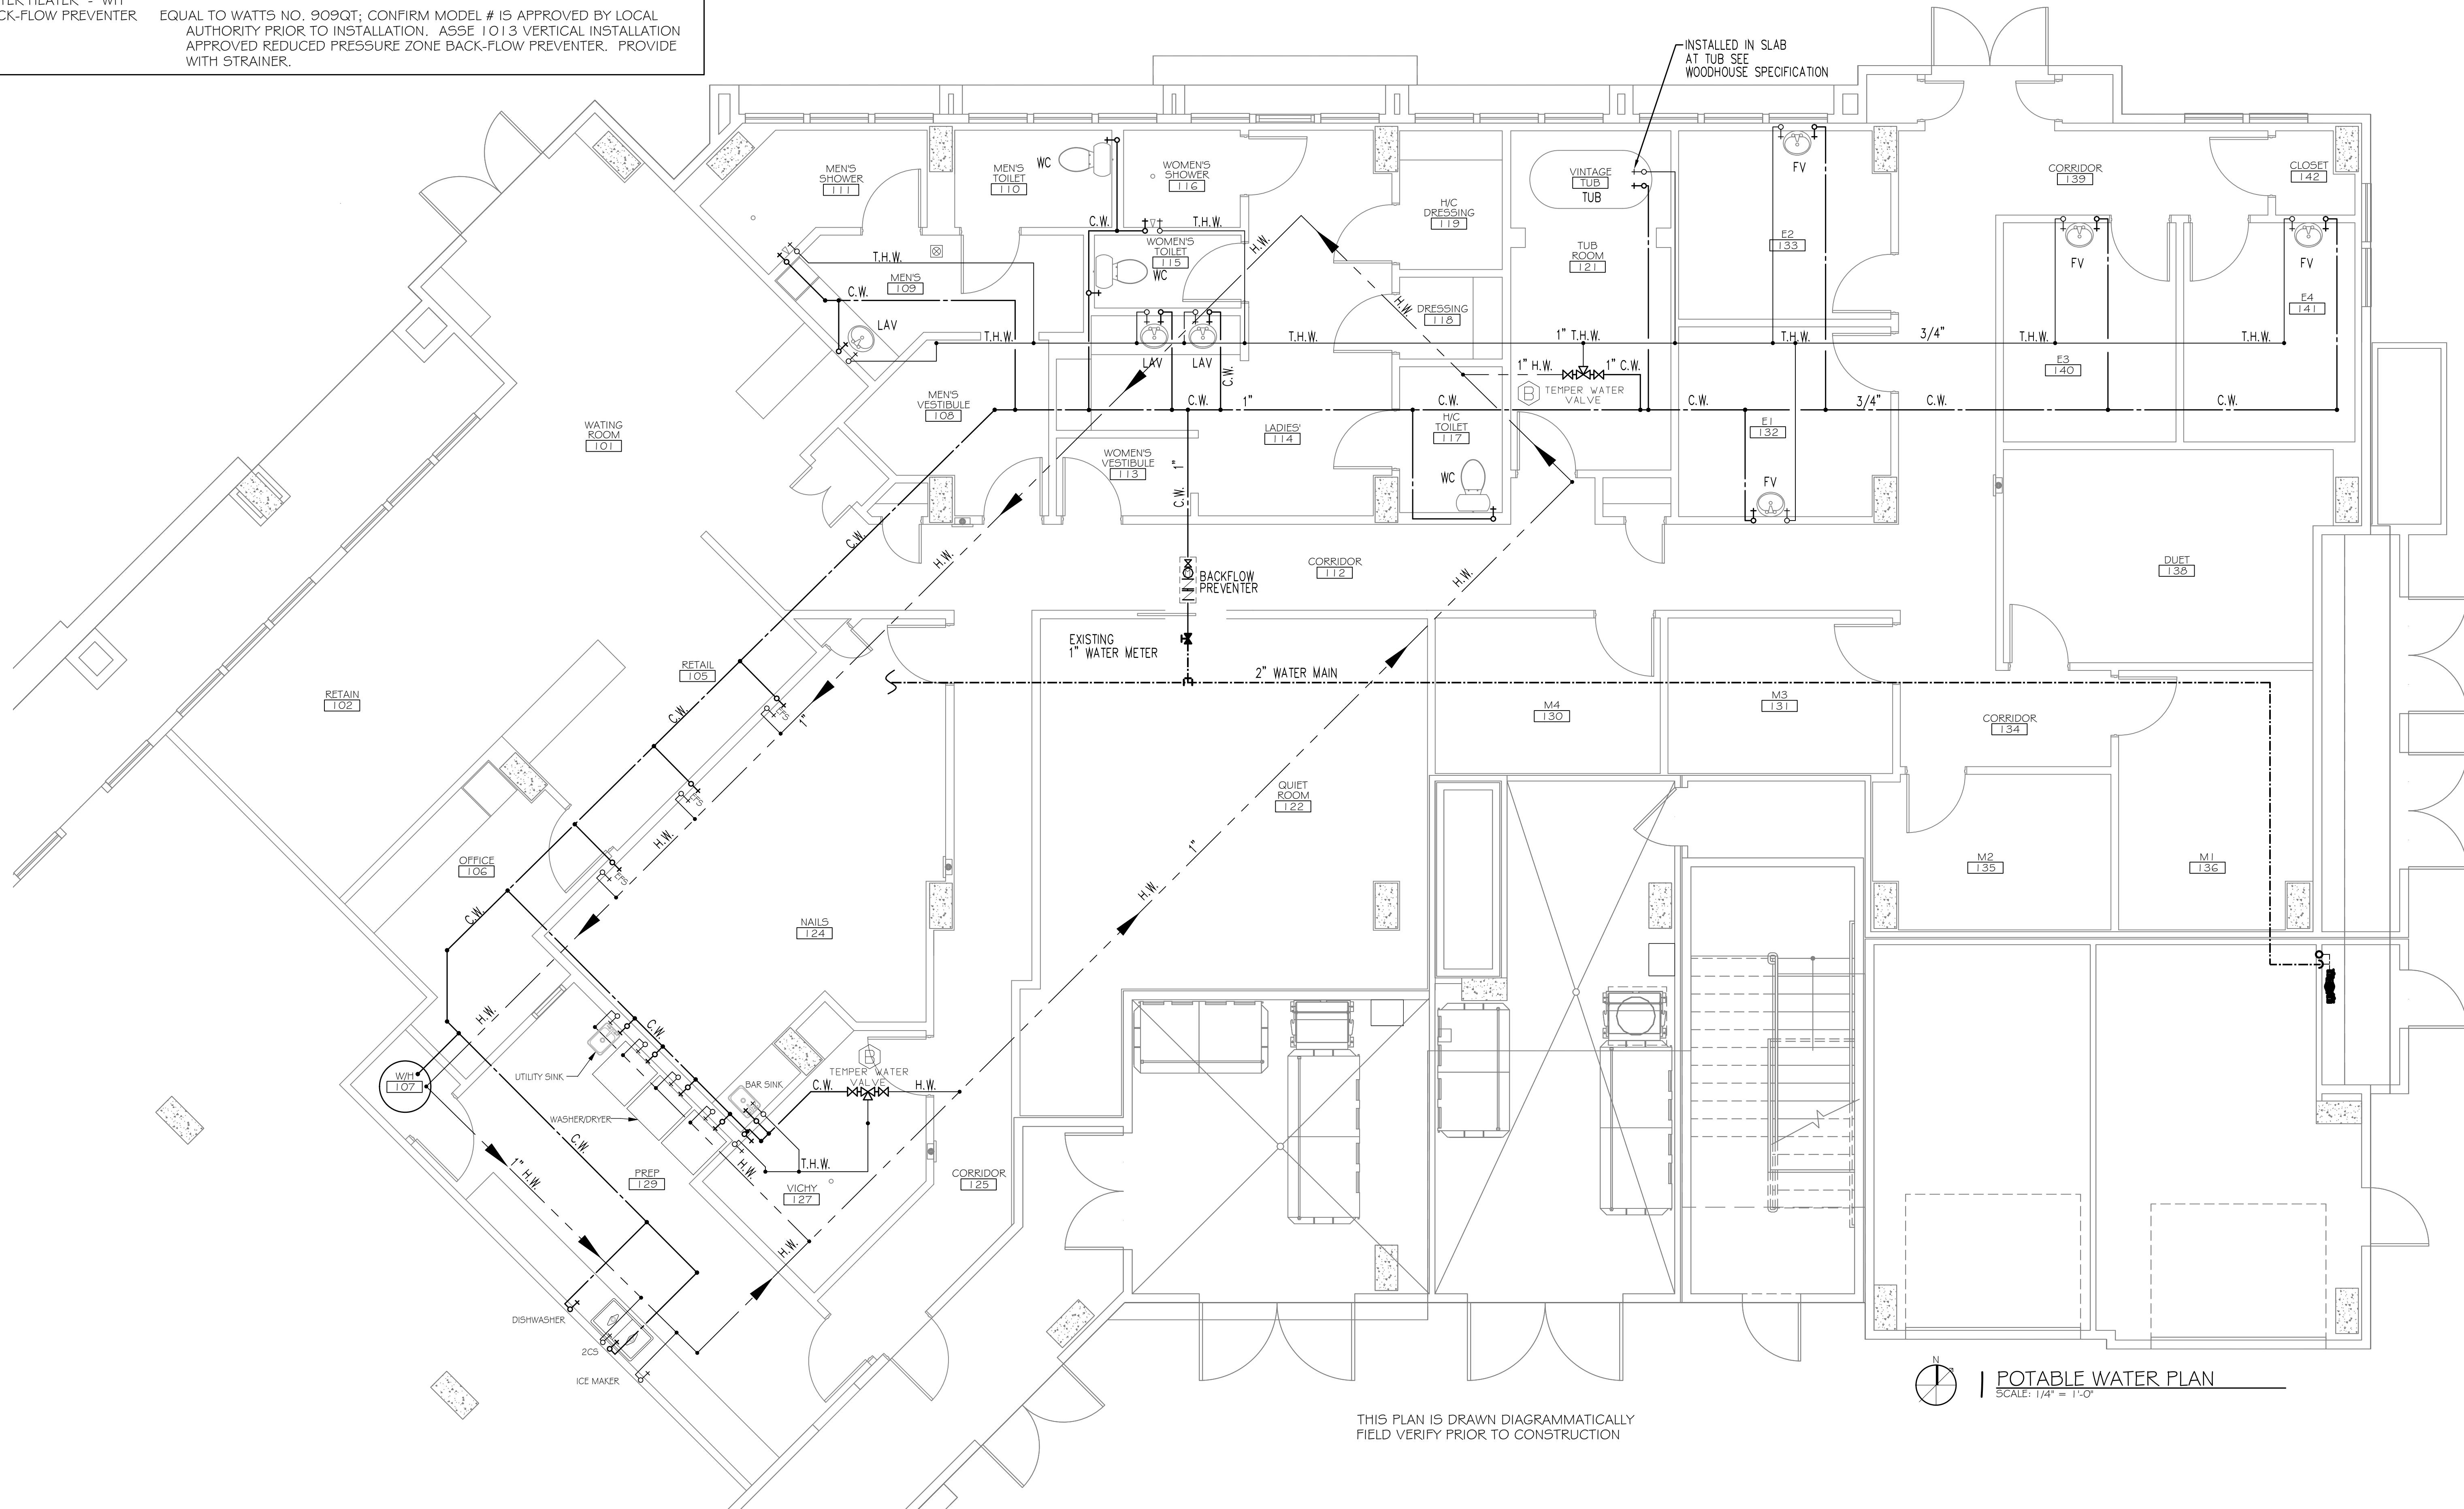 CK-FLOW PREVENTER EQUAL TO WATTS NO. 909QT; CONFIRM MODEL # IS APPROVED BY LOCAL
AUTHORITY PRIOR TO INSTALLATION. ASSE 1013 VERTICAL INSTALLATION
APPROVED REDUCED PRESSURE ZONE BACK-FLOW PREVENTER. PROVIDE
WITH STRAINER.
INSTALLED IN SLAB
AT TUB SEE
WOODHOUSE SPECIFICATION
MEN'S
SHOWER
111
MEN'S
TOILET
110
WC
WOMEN'S
SHOWER
116
H/C
DRESSING
119
VINTAGE
TUB
TUB
FV
CORRIDOR
139
CLOSET
142
C.W.
T.H.W.
WOMEN'S
TOILET
115
WC
H.W.
TUB
ROOM
121
E2
133
FV
FV
T.H.W.
MEN'S
109
C.W.
LAV
H.W.
DRESSING
118
E4
141
T.H.W.
LAV
LAV
T.H.W.
1" T.H.W.
T.H.W.
3/4"
T.H.W.
T.H.W.
E3
140
C.W.
1" H.W.
1" C.W.
B
TEMPER WATER
VALVE
MEN'S
VESTIBULE
108
C.W.
1"
C.W.
C.W.
3/4"
C.W.
C.W.
WATING
ROOM
101
LADIES'
114
H/C
TOILET
117
E1
132
WOMEN'S
VESTIBULE
113
C.W. 1"
WC
FV
C.W.
H.W.
CORRIDOR
112
H.W.
BACKFLOW
PREVENTER
DUET
138
EXISTING
1" WATER METER
2" WATER MAIN
RETAIL
105
RETAIN
102
C.W.
EFS
1"
M4
130
M3
131
CORRIDOR
134
EFS
H.W.
QUIET
ROOM
122
1"
OFFICE
106
EFS
M2
135
M1
136
C.W.
H.W.
NAILS
124
H.W.
C.W.
W/H
107
UTILITY SINK
B
TEMPER WATER
VALVE
BAR SINK
C.W.
H.W.
WASHER/DRYER
C.W.
1" H.W.
PREP
129
H.W.
T.H.W.
VICHY
127
CORRIDOR
125
H.W.
DISHWASHER
2CS
ICE MAKER
N
1 POTABLE WATER PLAN
SCALE: 1/4" = 1'-0"
THIS PLAN IS DRAWN DIAGRAMMATICALLY
FIELD VERIFY PRIOR TO CONSTRUCTION